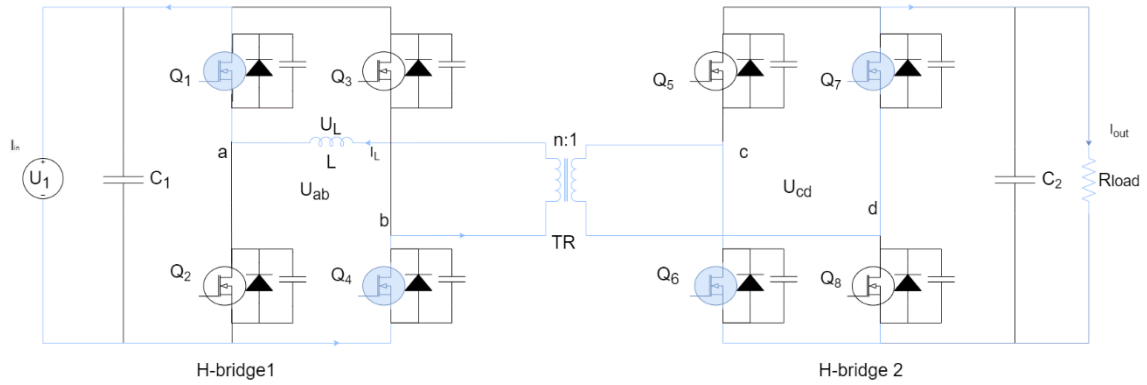 Q1
Q3
Q5
Q7
UL
n:1
Iout
Iin
a
L
IL
c
U1
+
-
C1
Uab
Ucd
C2
Rload
b
d
TR
Q2
Q4
Q6
Q8
H-bridge1
H-bridge 2